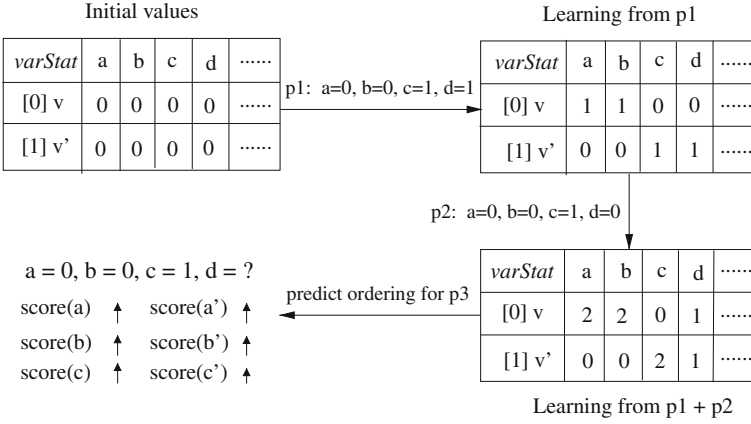 Initial values
varStat a b c d ......
[0] v 0 0 0 0 ......
[1] v' 0 0 0 0 ......
p1: a=0, b=0, c=1, d=1
Learning from p1
varStat a b c d ......
[0] v 1 1 0 0 ......
[1] v' 0 0 1 1 ......
p2: a=0, b=0, c=1, d=0
varStat a b c d ......
[0] v 2 2 0 1 ......
[1] v' 0 0 2 1 ......
Learning from p1 + p2
predict ordering for p3
a = 0, b = 0, c = 1, d = ?
score(a) score(a')
score(b) score(b')
score(c) score(c')